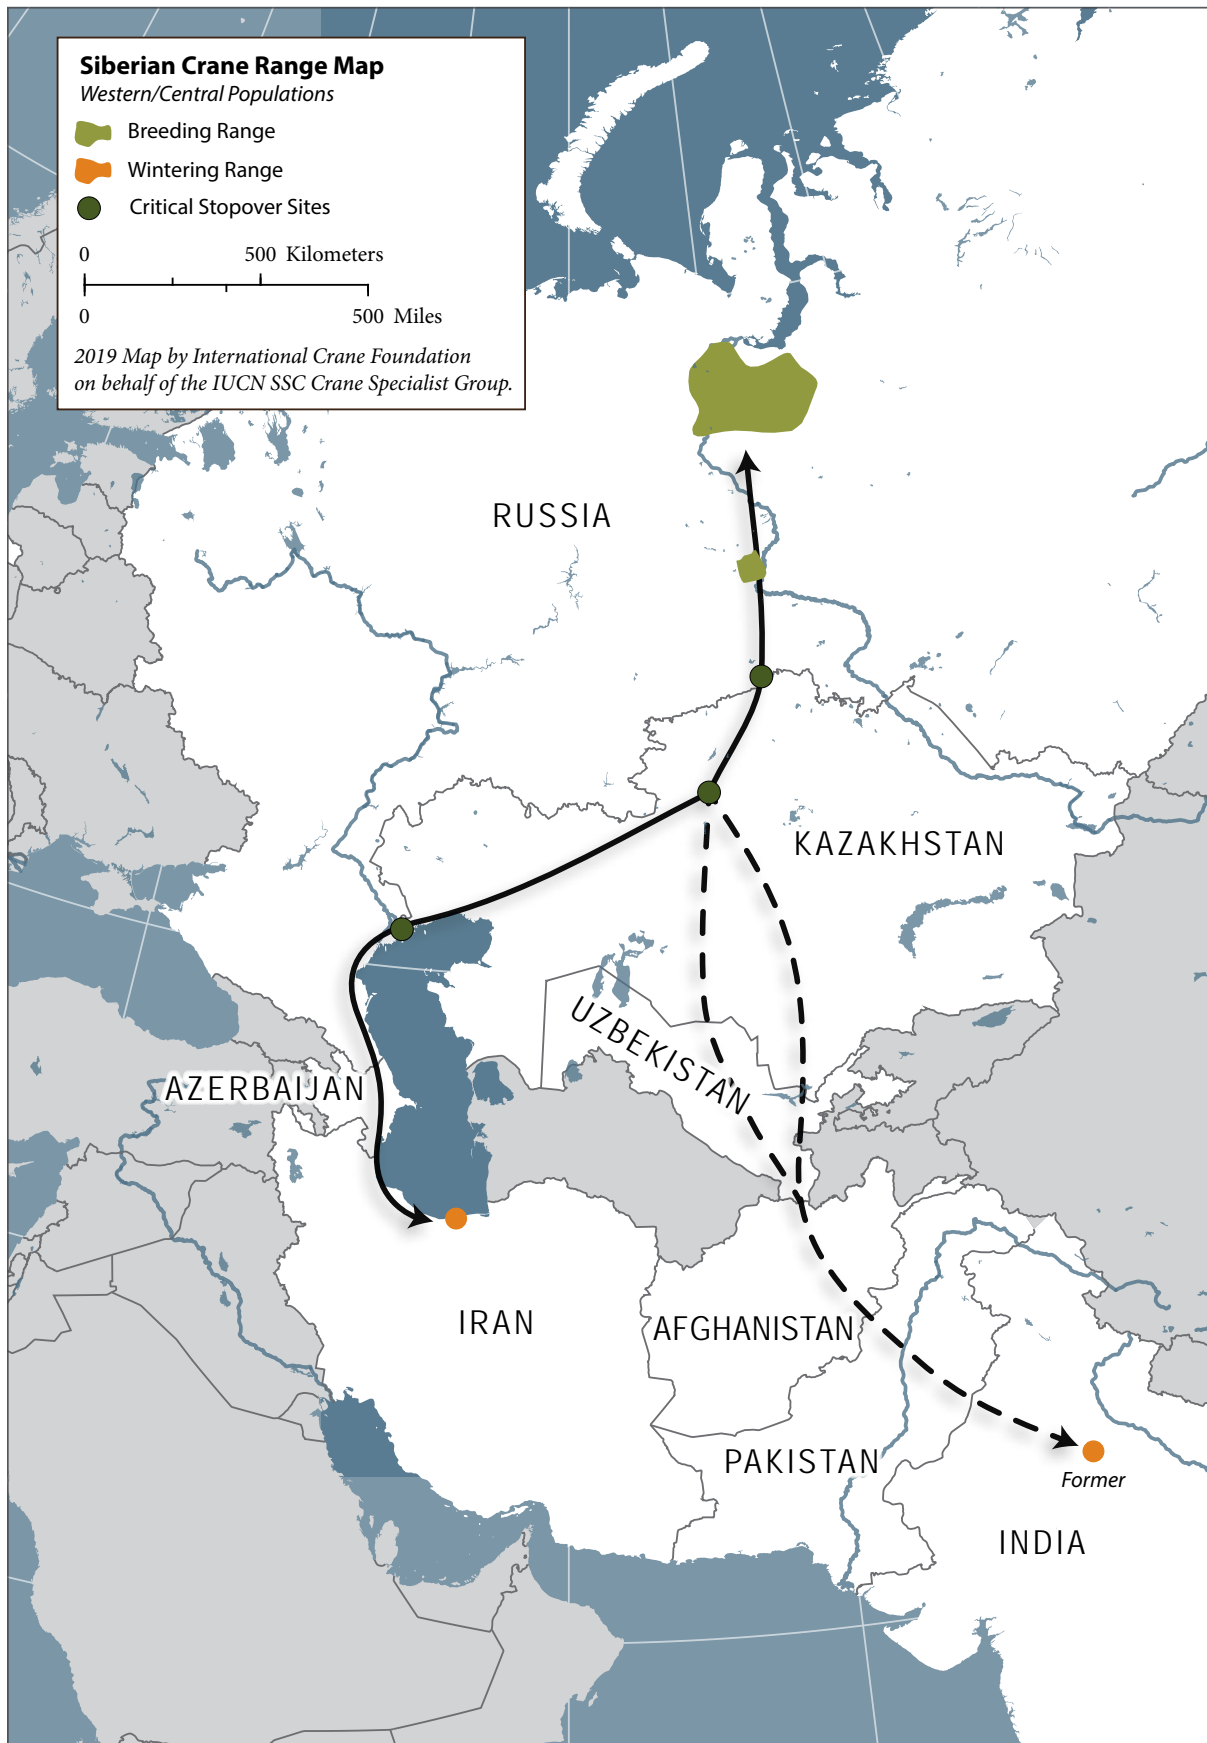 Siberian Crane Range Map
Western/Central Populations
Breeding Range
Wintering Range
Critical Stopover Sites
0 500 Kilometers
0 500 Miles
2019 Map by International Crane Foundation
on behalf of the IUCN SSC Crane Specialist Group.
RUSSIA
KAZAKHSTAN
UZBEKISTAN
AZERBAIJAN
IRAN
AFGHANISTAN
PAKISTAN
Former
INDIA